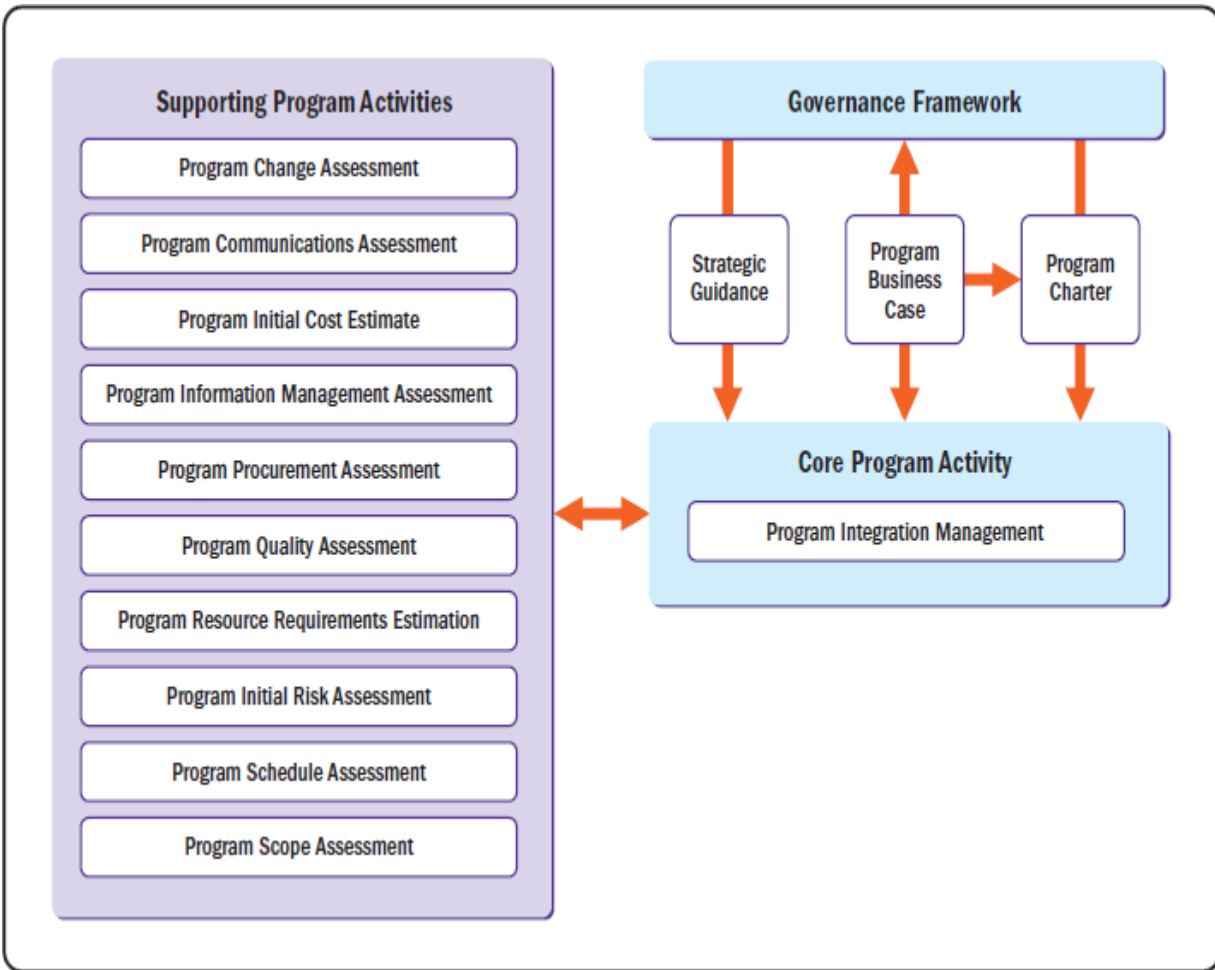 Supporting Program Activities
Program Change Assessment
Program Communications Assessment
Program Initial Cost Estimate
Program Information Management Assessment
Program Procurement Assessment
Program Quality Assessment
Program Resource Requirements Estimation
Program Initial Risk Assessment
Program Schedule Assessment
Program Scope Assessment
Governance Framework
Strategic
Guidance
Program
Business
Case
Program
Charter
Core Program Activity
Program Integration Management